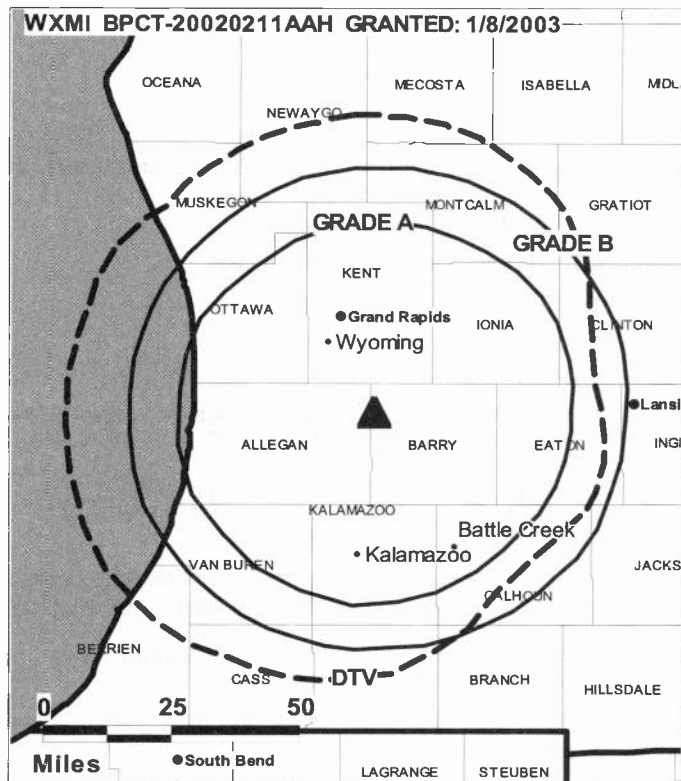 WXMI BPCT-20020211AAH GRANTED: 1/8/2003
OCEANA
MECOSTA
ISABELLA
MIDL
NEWAYGO
MUSKEGON
MONTCALM
GRATIOT
GRADE A
GRADE B
KENT
OTTAWA
Grand Rapids
IONIA
CLINTON
Wyoming
Lansi
ALLEGAN
BARRY
EATON
ING
KALAMAZOO
Battle Creek
Kalamazoo
VAN BUREN
JACKS
CALHOUN
BERRIEN
CASS
DTV
BRANCH
HILLSDALE
0 25 50
Miles
South Bend
LAGRANGE
STEUBEN